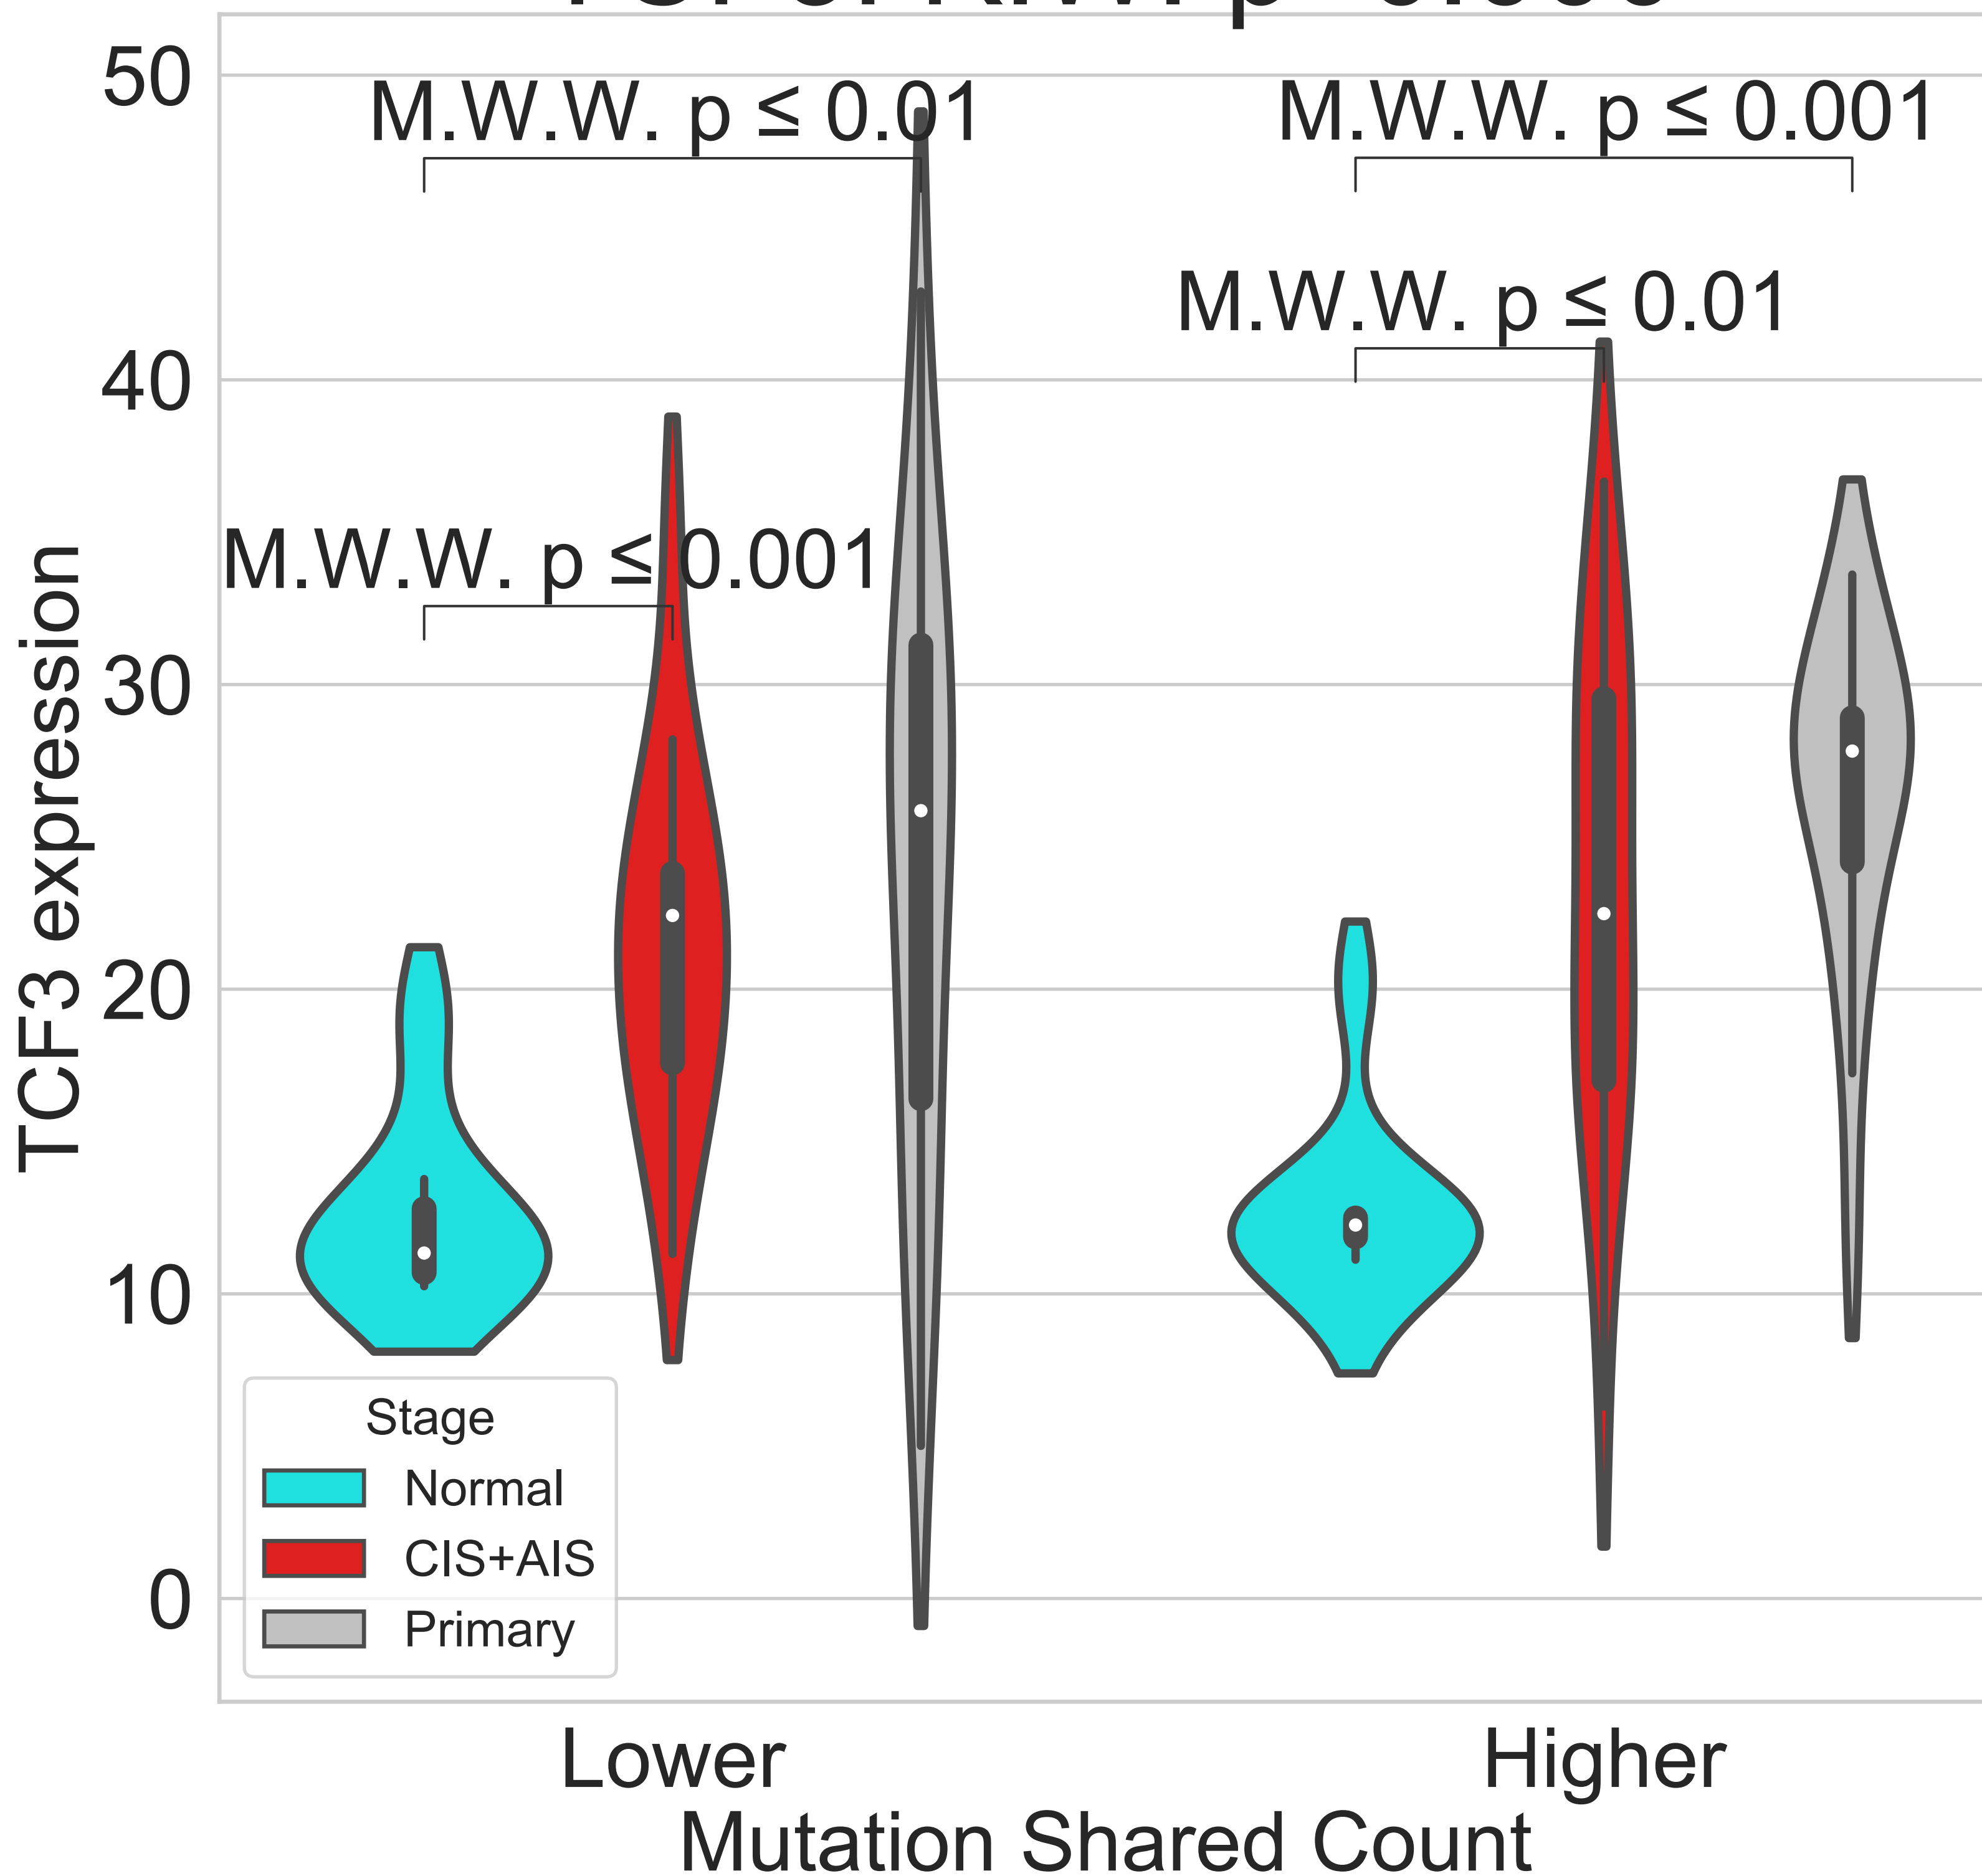 50
M.W.W. p ≤ 0.01
M.W.W. p ≤ 0.001
M.W.W. p ≤ 0.01
40
M.W.W. p ≤ 0.001
30
TCF3 expression
20
10
0
Stage
Normal
CIS+AIS
Primary
Lower
Higher
Mutation Shared Count